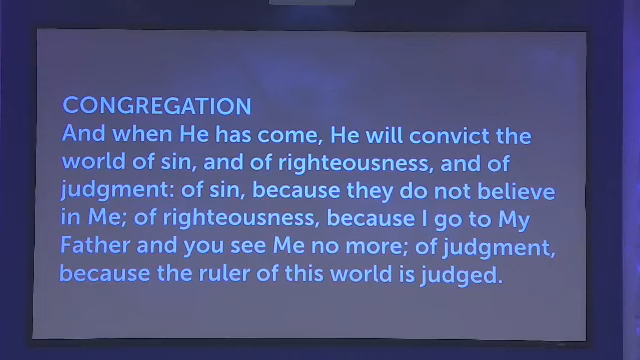 CONGREGATION
And when He has come, He will convict the
world of sin, and of righteousness, and of
judgment: of sin, because they do not believe
in Me; of righteousness, because I go to My
Father and you see Me no more; of judgment,
because the ruler of this world is judged.